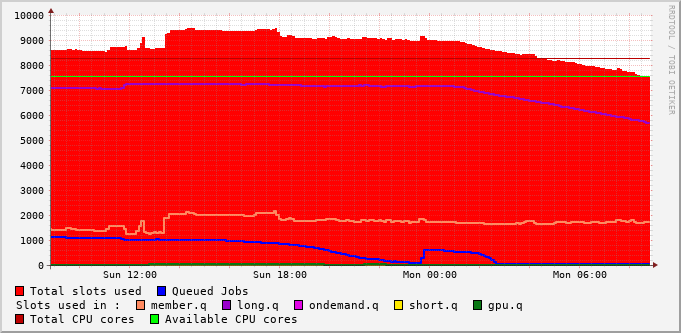 10000
9000
8000
7000
6000
5000
4000
3000
2000
1000
0
Sun 12:00 Sun 18:00 Mon 00:00 Mon 06:00
Total slots used Queued Jobs
Slots used in : member.q long.q ondemand.q short.q gpu.q
Total CPU cores Available CPU cores
RRDTOOL / TOBI OETIKER